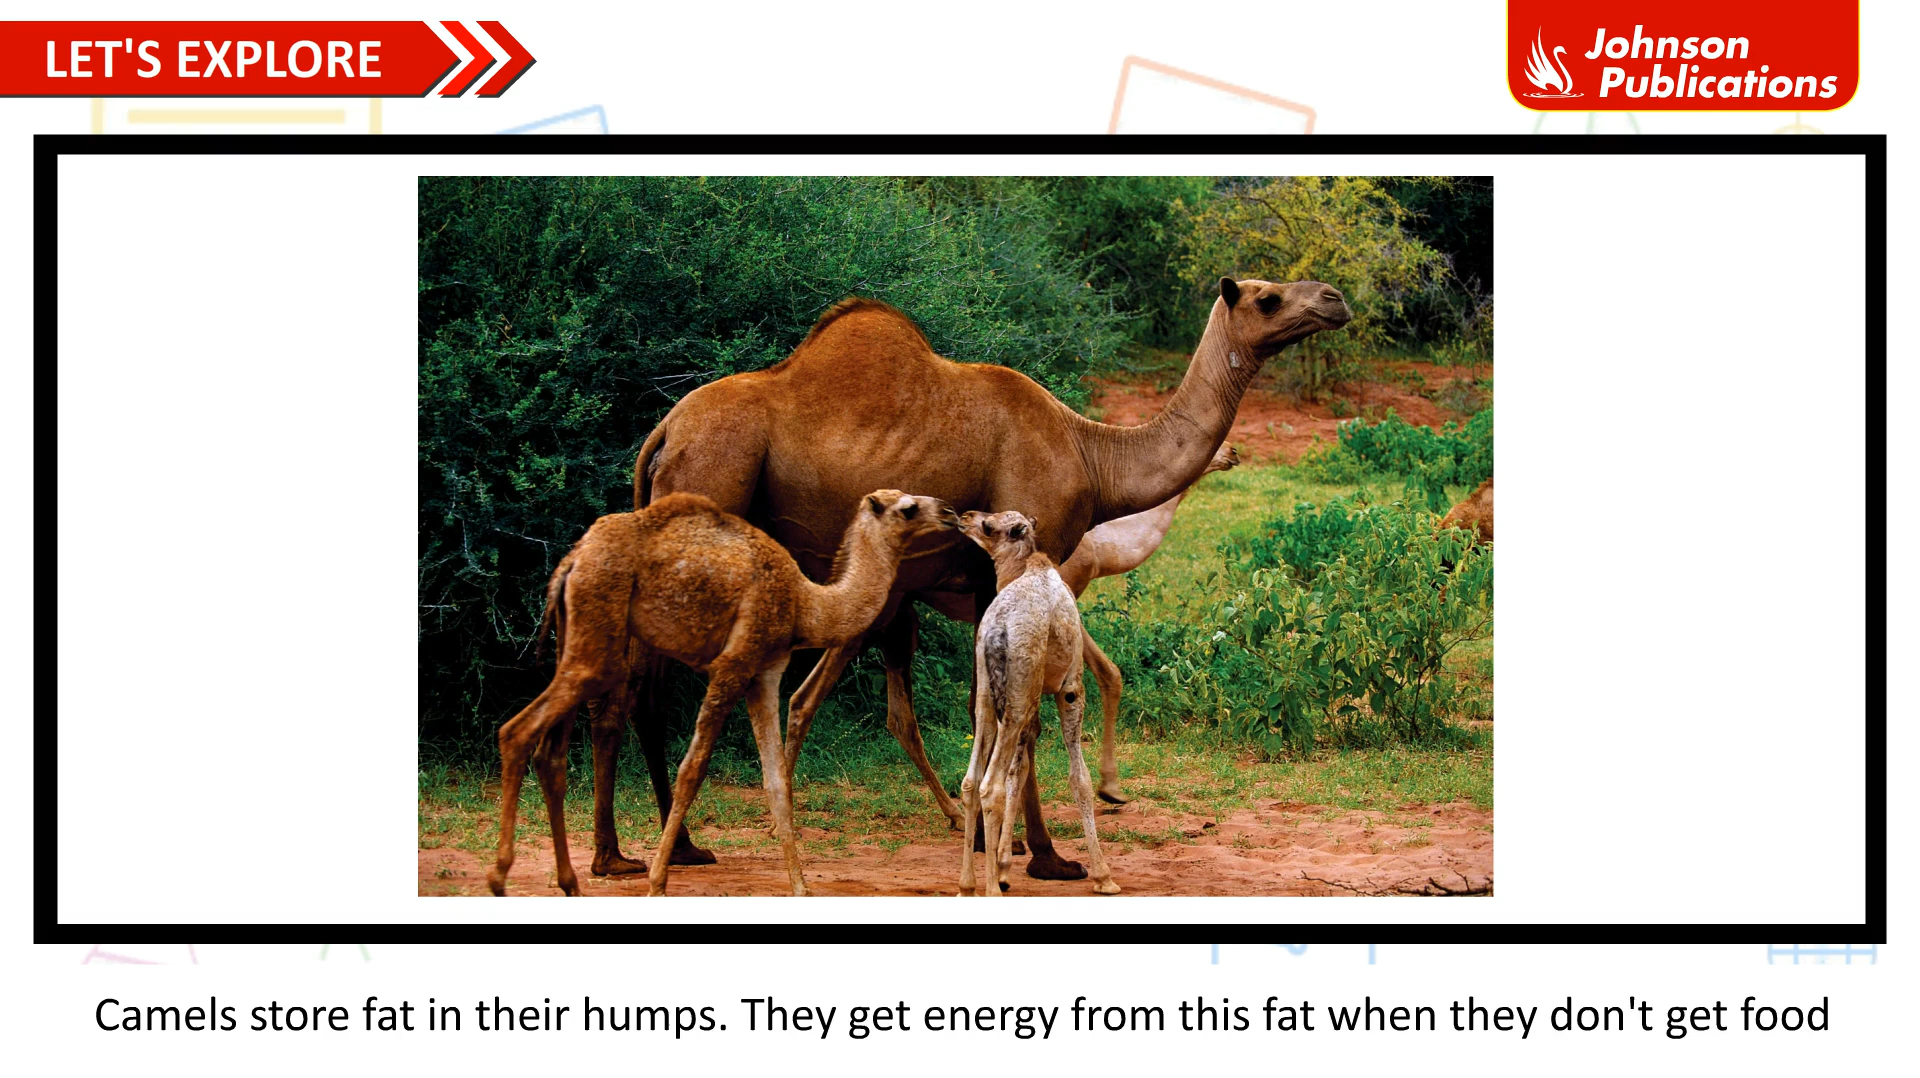 LET'S EXPLORE
Johnson
Publications
Camels store fat in their humps. They get energy from this fat when they don't get food